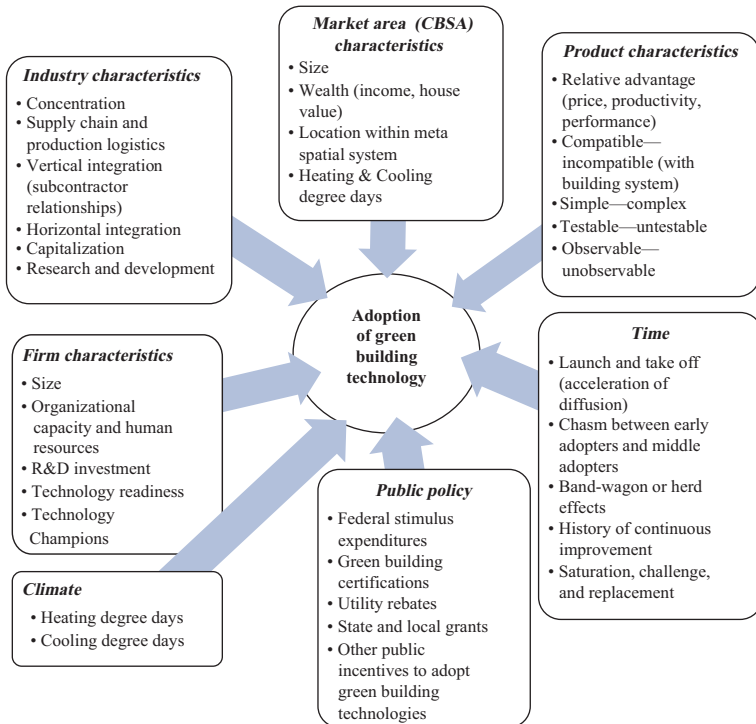 Market area (CBSA)
characteristics
• Size
• Wealth (income, house
value)
• Location within meta
spatial system
• Heating & Cooling
degree days
Industry characteristics
• Concentration
• Supply chain and
production logistics
• Vertical integration
(subcontractor
relationships)
• Horizontal integration
• Capitalization
• Research and development
Product characteristics
• Relative advantage
(price, productivity,
performance)
• Compatible—
incompatible (with
building system)
• Simple—complex
• Testable—untestable
• Observable—
unobservable
Adoption
of green
building
technology
Firm characteristics
• Size
• Organizational
capacity and human
resources
• R&D investment
• Technology readiness
• Technology
Champions
Time
• Launch and take off
(acceleration of
diffusion)
• Chasm between early
adopters and middle
adopters
• Band-wagon or herd
effects
• History of continuous
improvement
• Saturation, challenge,
and replacement
Public policy
• Federal stimulus
expenditures
• Green building
certifications
• Utility rebates
• State and local grants
• Other public
incentives to adopt
green building
technologies
Climate
• Heating degree days
• Cooling degree days